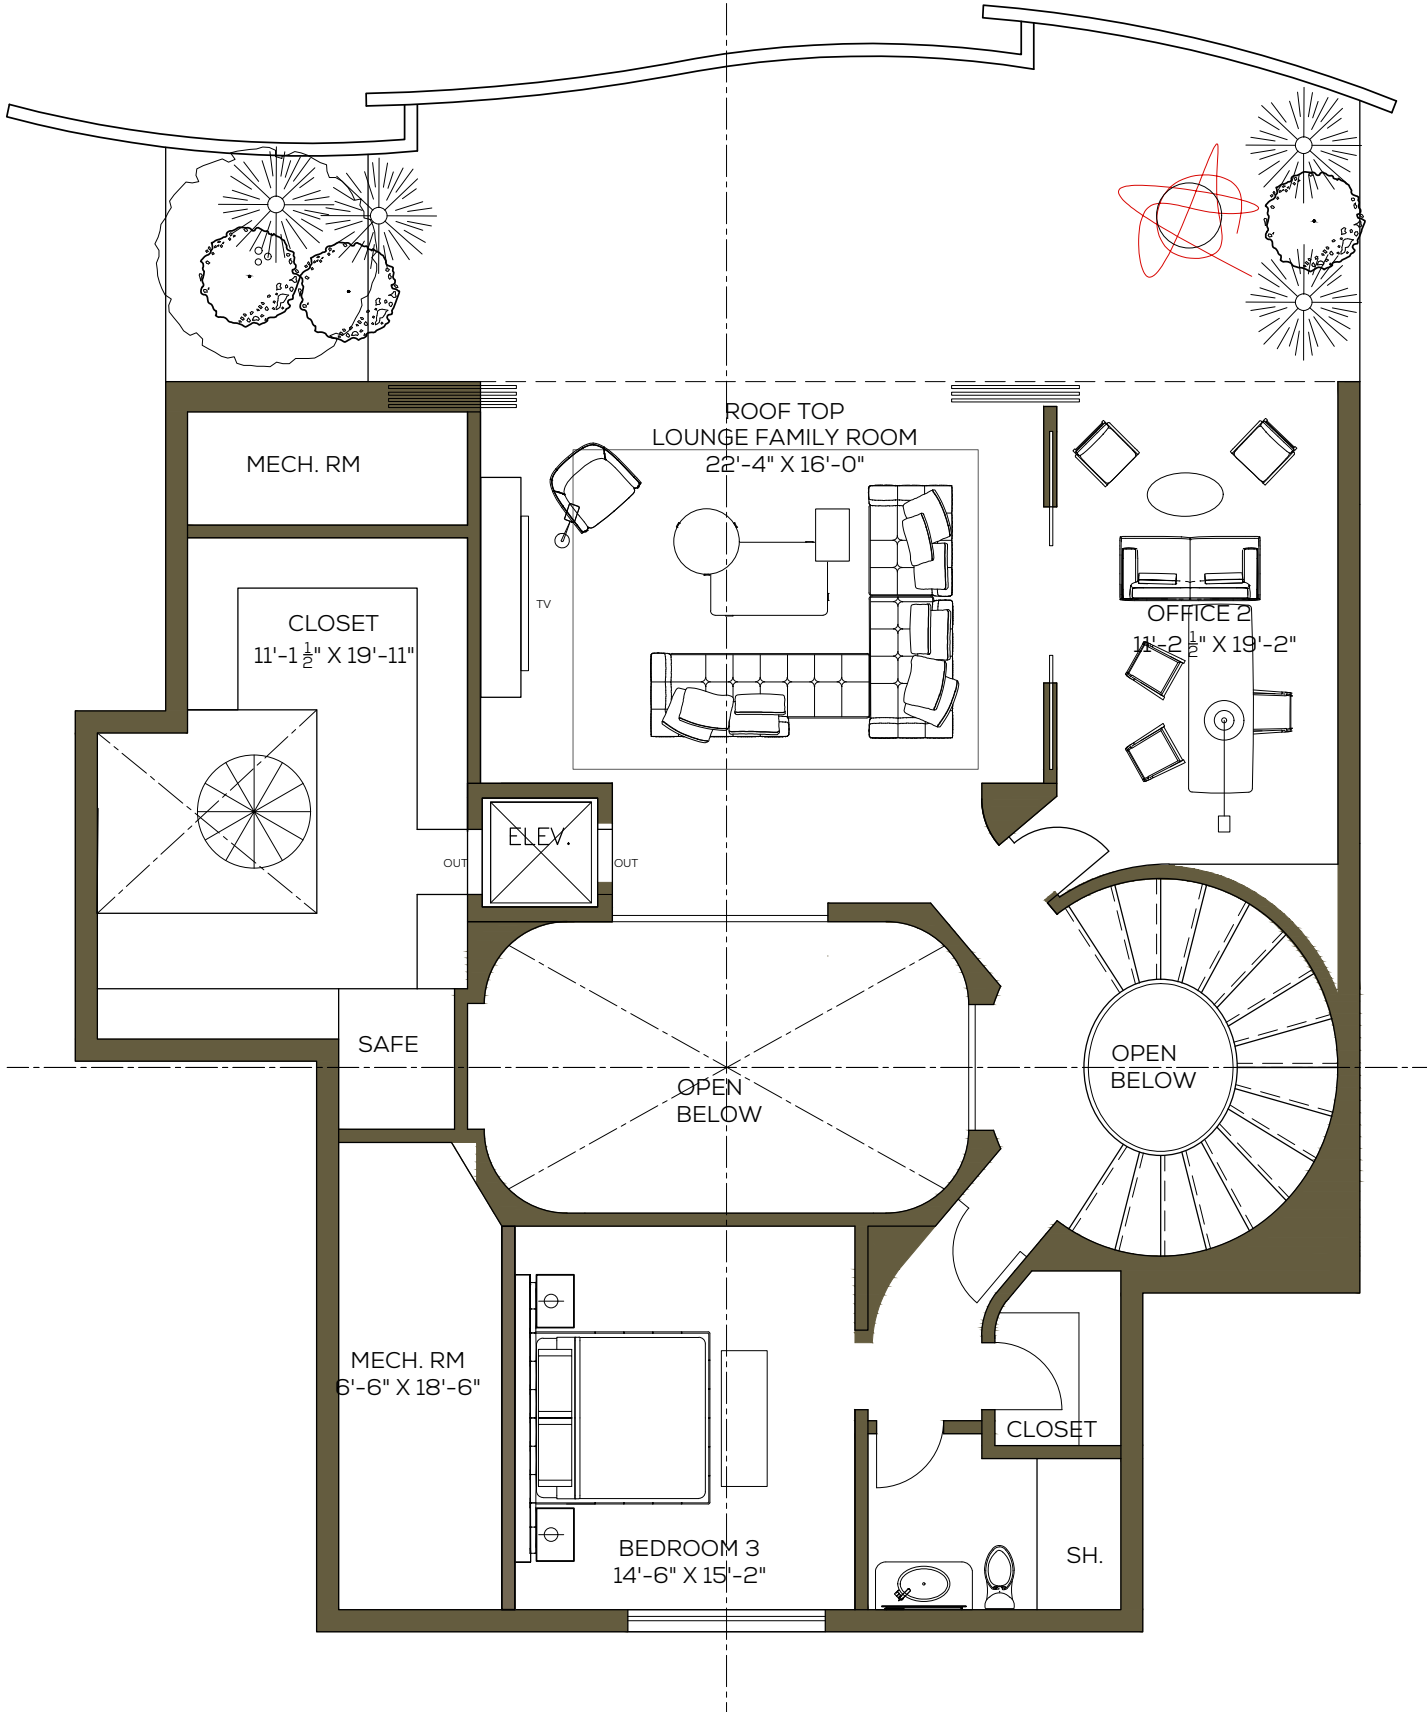 ROOF TOP
LOUNGE FAMILY ROOM
22'-4" X 16'-0"
MECH. RM
TV
CLOSET
11'-1 1/2" X 19'-11"
OFFICE 2
11'-2 1/2" X 19'-2"
ELEV.
OUT
OUT
SAFE
OPEN
BELOW
OPEN
BELOW
MECH. RM
6'-6" X 18'-6"
CLOSET
BEDROOM 3
14'-6" X 15'-2"
SH.